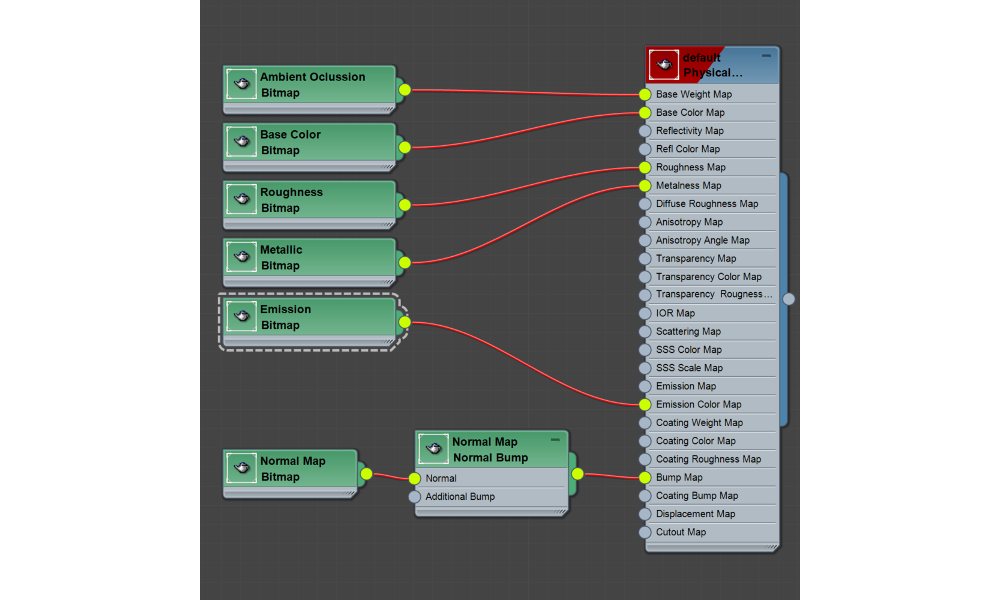 Ambient Oclussion
Bitmap
Base Color
Bitmap
Roughness
Bitmap
Metallic
Bitmap
Emission
Bitmap
Normal Map
Bitmap
Normal Map
Normal Bump
Normal
Additional Bump
default
Physical...
Base Weight Map
Base Color Map
Reflectivity Map
Refl Color Map
Roughness Map
Metalness Map
Diffuse Roughness Map
Anisotropy Map
Anisotropy Angle Map
Transparency Map
Transparency Color Map
Transparency Rougness...
IOR Map
Scattering Map
SSS Color Map
SSS Scale Map
Emission Map
Emission Color Map
Coating Weight Map
Coating Color Map
Coating Roughness Map
Bump Map
Coating Bump Map
Displacement Map
Cutout Map